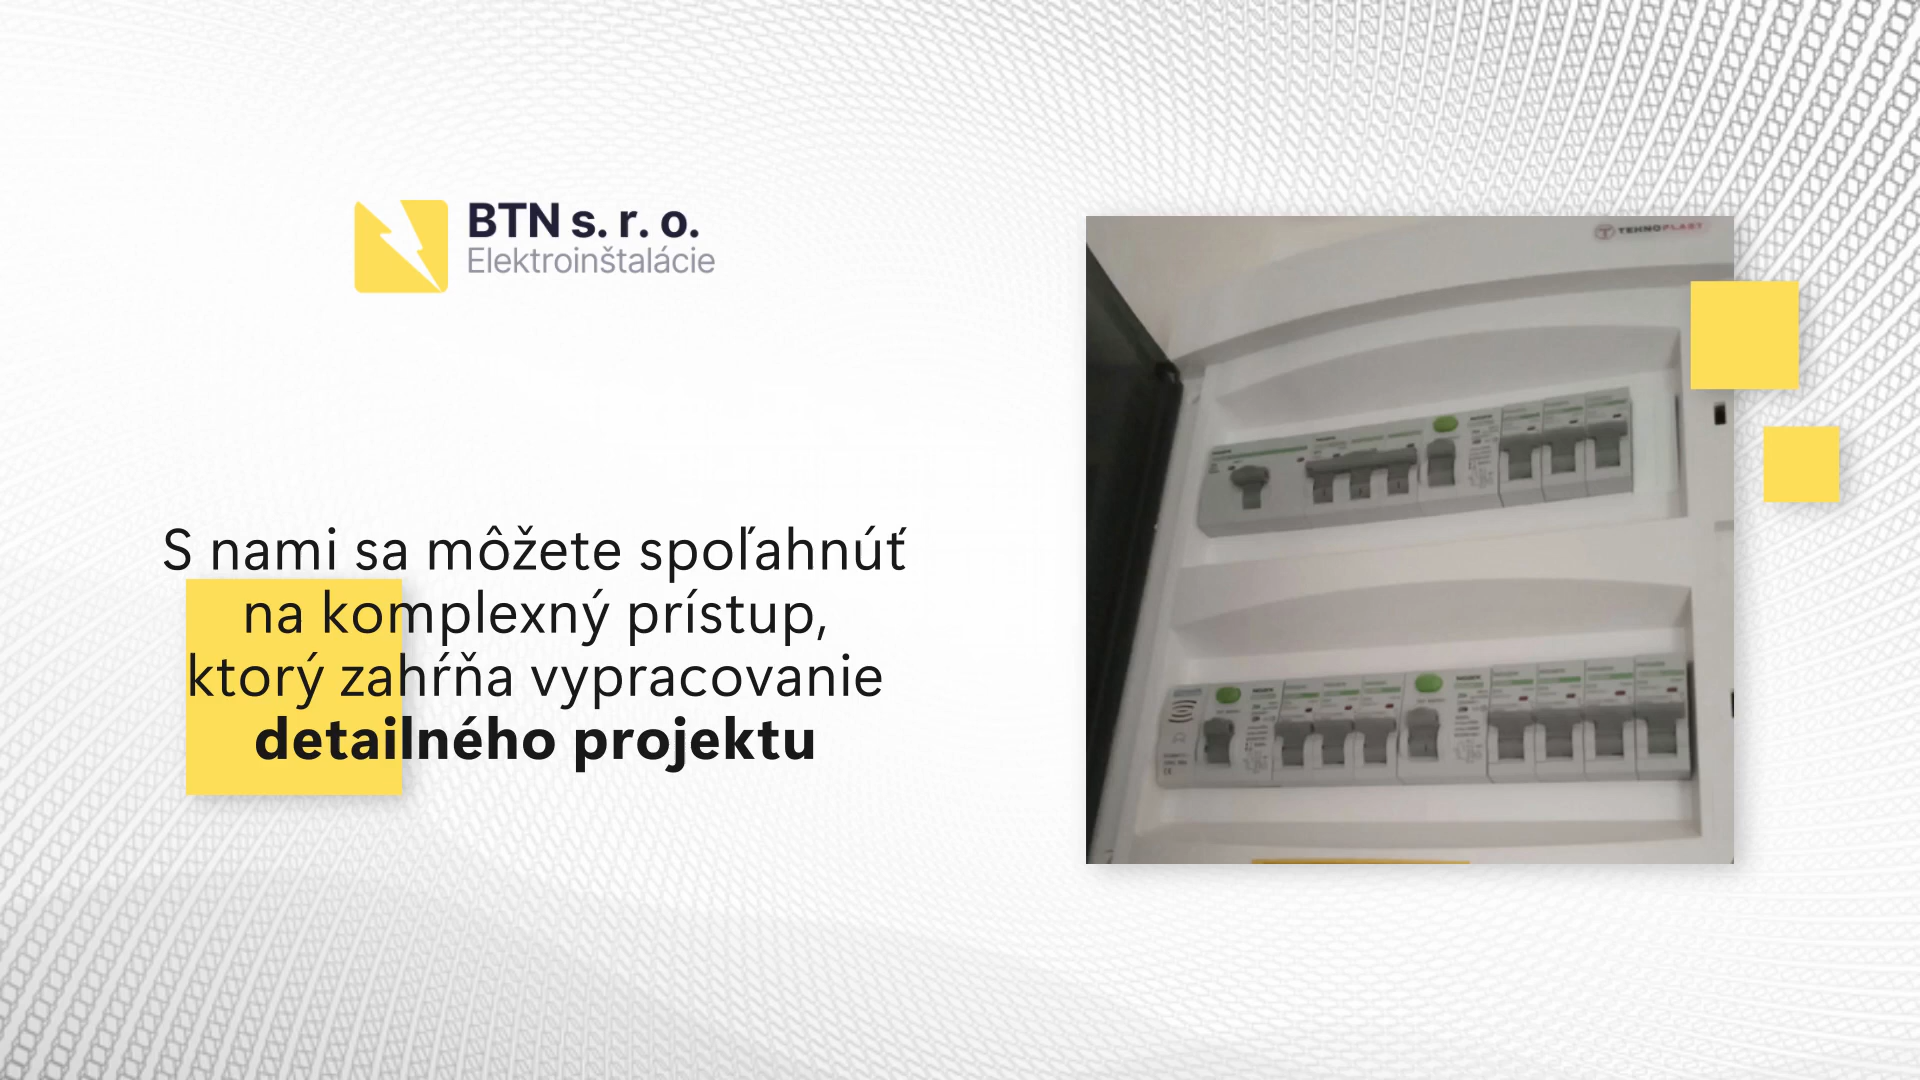 BTN s. r. o.
Elektroinštalácie
S nami sa môžete spoľahnúť
na komplexný prístup,
ktorý zahŕňa vypracovanie
detailného projektu
TEHNOPLAST